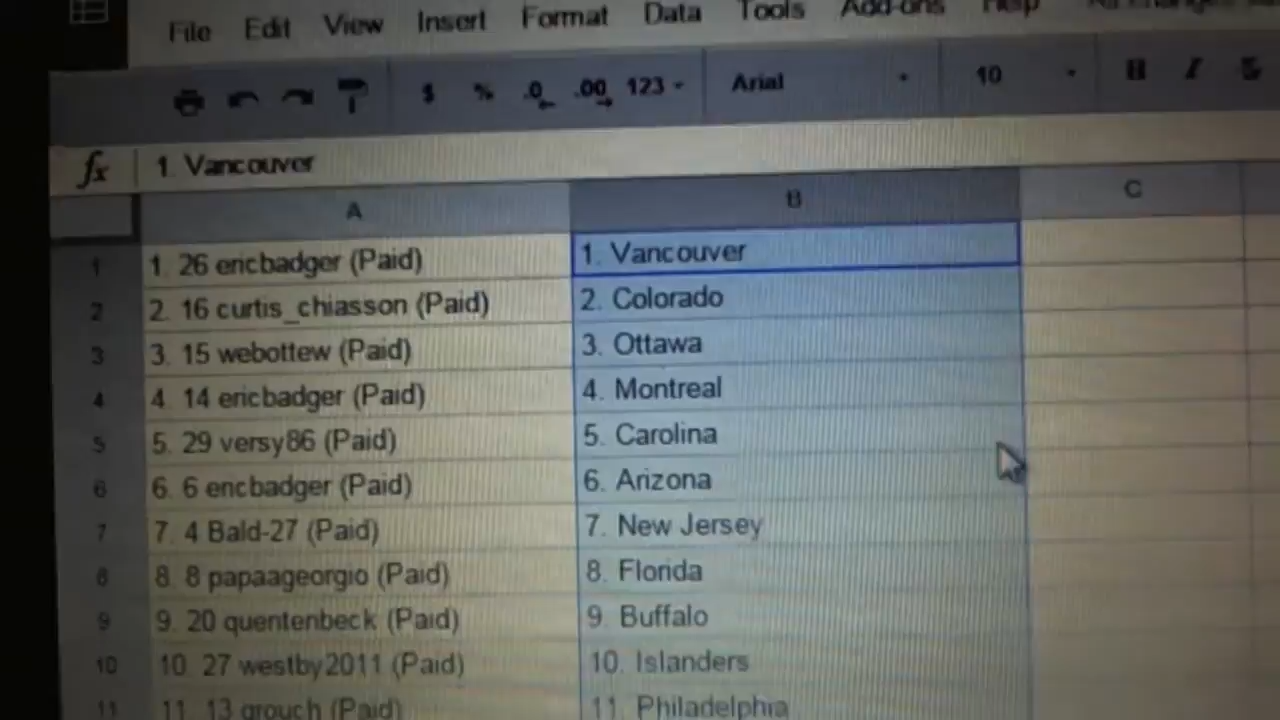 File Edit View Insert Format Data Tools Add-ons Help
$ % .0 .00 123 Arial 10 B I S
fx 1. Vancouver
A B C
1 1. 26 ericbadger (Paid) 1. Vancouver
2 2. 16 curtis_chiasson (Paid) 2. Colorado
3 3. 15 webottew (Paid) 3. Ottawa
4 4. 14 ericbadger (Paid) 4. Montreal
5 5. 29 versy86 (Paid) 5. Carolina
6 6. 6 ericbadger (Paid) 6. Arizona
7 7. 4 Bald-27 (Paid) 7. New Jersey
8 8. 8 papaageorgio (Paid) 8. Florida
9 9. 20 quentenbeck (Paid) 9. Buffalo
10 10. 27 westby2011 (Paid) 10. Islanders
11 11. 13 grouch (Paid) 11. Philadelphia